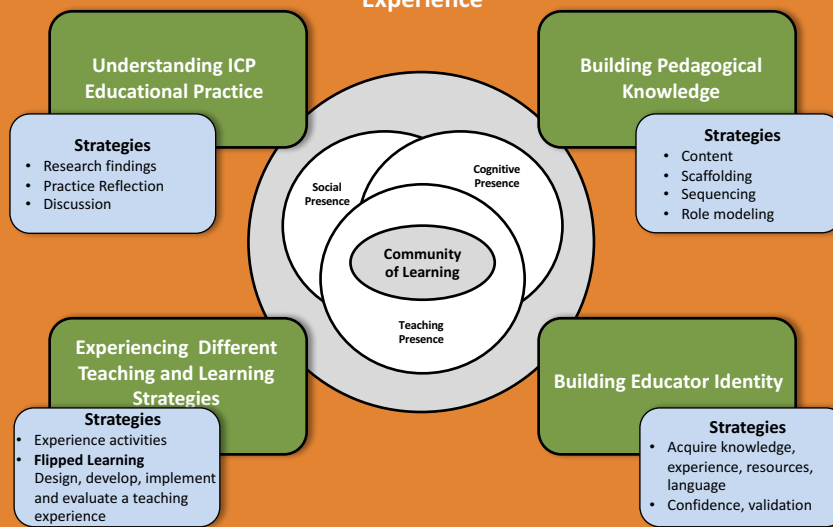 Experience
Understanding ICP
Educational Practice
Strategies
• Research findings
• Practice Reflection
• Discussion
Building Pedagogical
Knowledge
Strategies
• Content
• Scaffolding
• Sequencing
• Role modeling
Social
Presence
Cognitive
Presence
Community
of Learning
Teaching
Presence
Experiencing Different
Teaching and Learning
Strategies
Strategies
• Experience activities
• Flipped Learning
Design, develop, implement
and evaluate a teaching
experience
Building Educator Identity
Strategies
• Acquire knowledge,
experience, resources,
language
• Confidence, validation